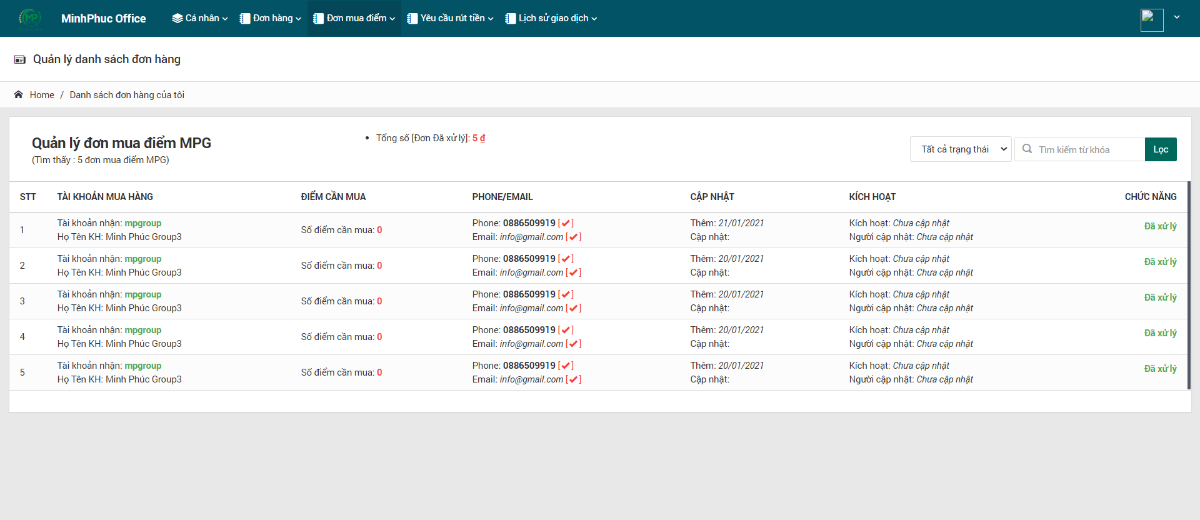 MP
MinhPhuc Office
Cá nhân
Đơn hàng
Đơn mua điểm
Yêu cầu rút tiền
Lịch sử giao dịch
Quản lý danh sách đơn hàng
Home / Danh sách đơn hàng của tôi
Quản lý đơn mua điểm MPG
(Tìm thấy : 5 đơn mua điểm MPG)
• Tổng số [Đơn Đã xử lý]: 5 ₫
Tất cả trạng thái
Tìm kiếm từ khóa
Lọc
STT TÀI KHOẢN MUA HÀNG ĐIỂM CẦN MUA PHONE/EMAIL CẬP NHẬT KÍCH HOẠT CHỨC NĂNG
1
Tài khoản nhận: mpgroup
Họ Tên KH: Minh Phúc Group3
Số điểm cần mua: 0
Phone: 0886509919 [✔]
Email: info@gmail.com [✔]
Thêm: 21/01/2021
Cập nhật:
Kích hoạt: Chưa cập nhật
Người cập nhật: Chưa cập nhật
Đã xử lý
2
Tài khoản nhận: mpgroup
Họ Tên KH: Minh Phúc Group3
Số điểm cần mua: 0
Phone: 0886509919 [✔]
Email: info@gmail.com [✔]
Thêm: 20/01/2021
Cập nhật:
Kích hoạt: Chưa cập nhật
Người cập nhật: Chưa cập nhật
Đã xử lý
3
Tài khoản nhận: mpgroup
Họ Tên KH: Minh Phúc Group3
Số điểm cần mua: 0
Phone: 0886509919 [✔]
Email: info@gmail.com [✔]
Thêm: 20/01/2021
Cập nhật:
Kích hoạt: Chưa cập nhật
Người cập nhật: Chưa cập nhật
Đã xử lý
4
Tài khoản nhận: mpgroup
Họ Tên KH: Minh Phúc Group3
Số điểm cần mua: 0
Phone: 0886509919 [✔]
Email: info@gmail.com [✔]
Thêm: 20/01/2021
Cập nhật:
Kích hoạt: Chưa cập nhật
Người cập nhật: Chưa cập nhật
Đã xử lý
5
Tài khoản nhận: mpgroup
Họ Tên KH: Minh Phúc Group3
Số điểm cần mua: 0
Phone: 0886509919 [✔]
Email: info@gmail.com [✔]
Thêm: 20/01/2021
Cập nhật:
Kích hoạt: Chưa cập nhật
Người cập nhật: Chưa cập nhật
Đã xử lý